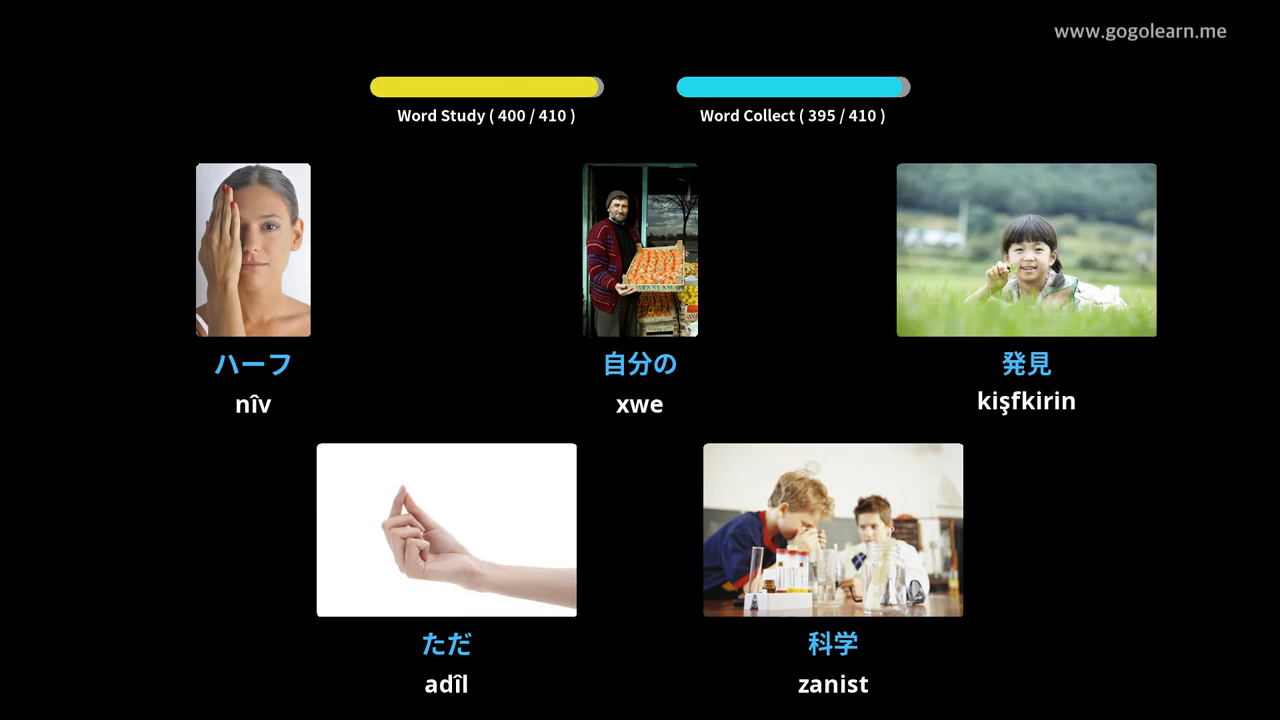 www.gogolearn.me
Word Study ( 400 / 410 )
Word Collect ( 395 / 410 )
ハーフ
nîv
自分の
xwe
発見
kişfkirin
ただ
adîl
科学
zanist